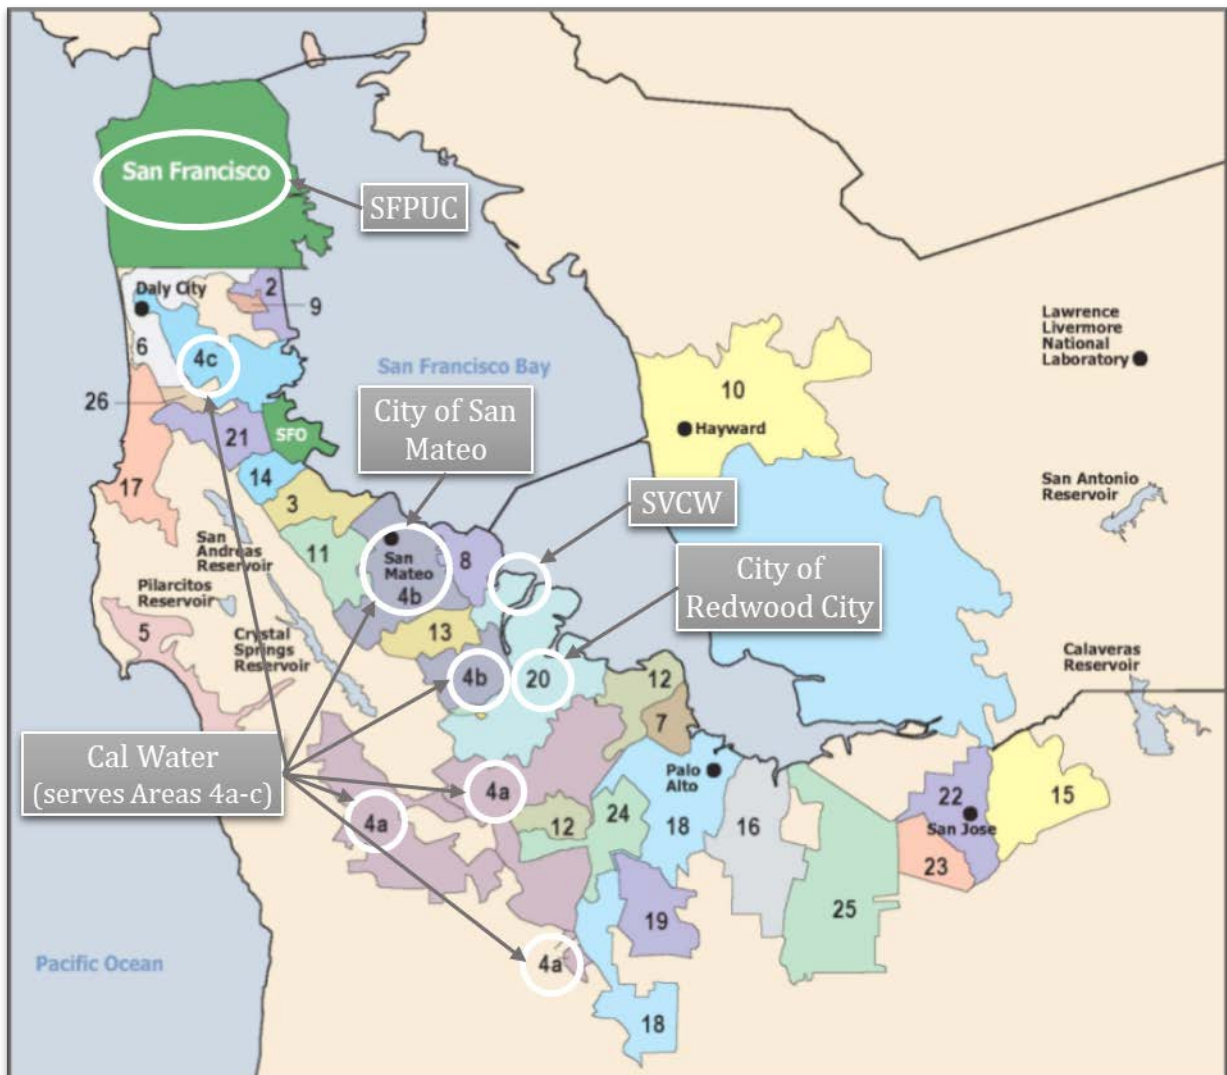 San Francisco
SFPUC
Daly City
2
9
6
4c
San Francisco Bay
Lawrence
Livermore
National
Laboratory
10
Hayward
26
City of San
Mateo
21
SFO
14
17
3
SVCW
San Antonio
Reservoir
San
Andreas
Reservoir
11
San
Mateo
4b
8
City of
Redwood City
Pilarcitos
Reservoir
5
Crystal
Springs
Reservoir
13
4b
20
12
7
Calaveras
Reservoir
Cal Water
(serves Areas 4a-c)
Palo
Alto
4a
4a
12
24
18
16
22
San Jose
15
23
25
19
Pacific Ocean
4a
18